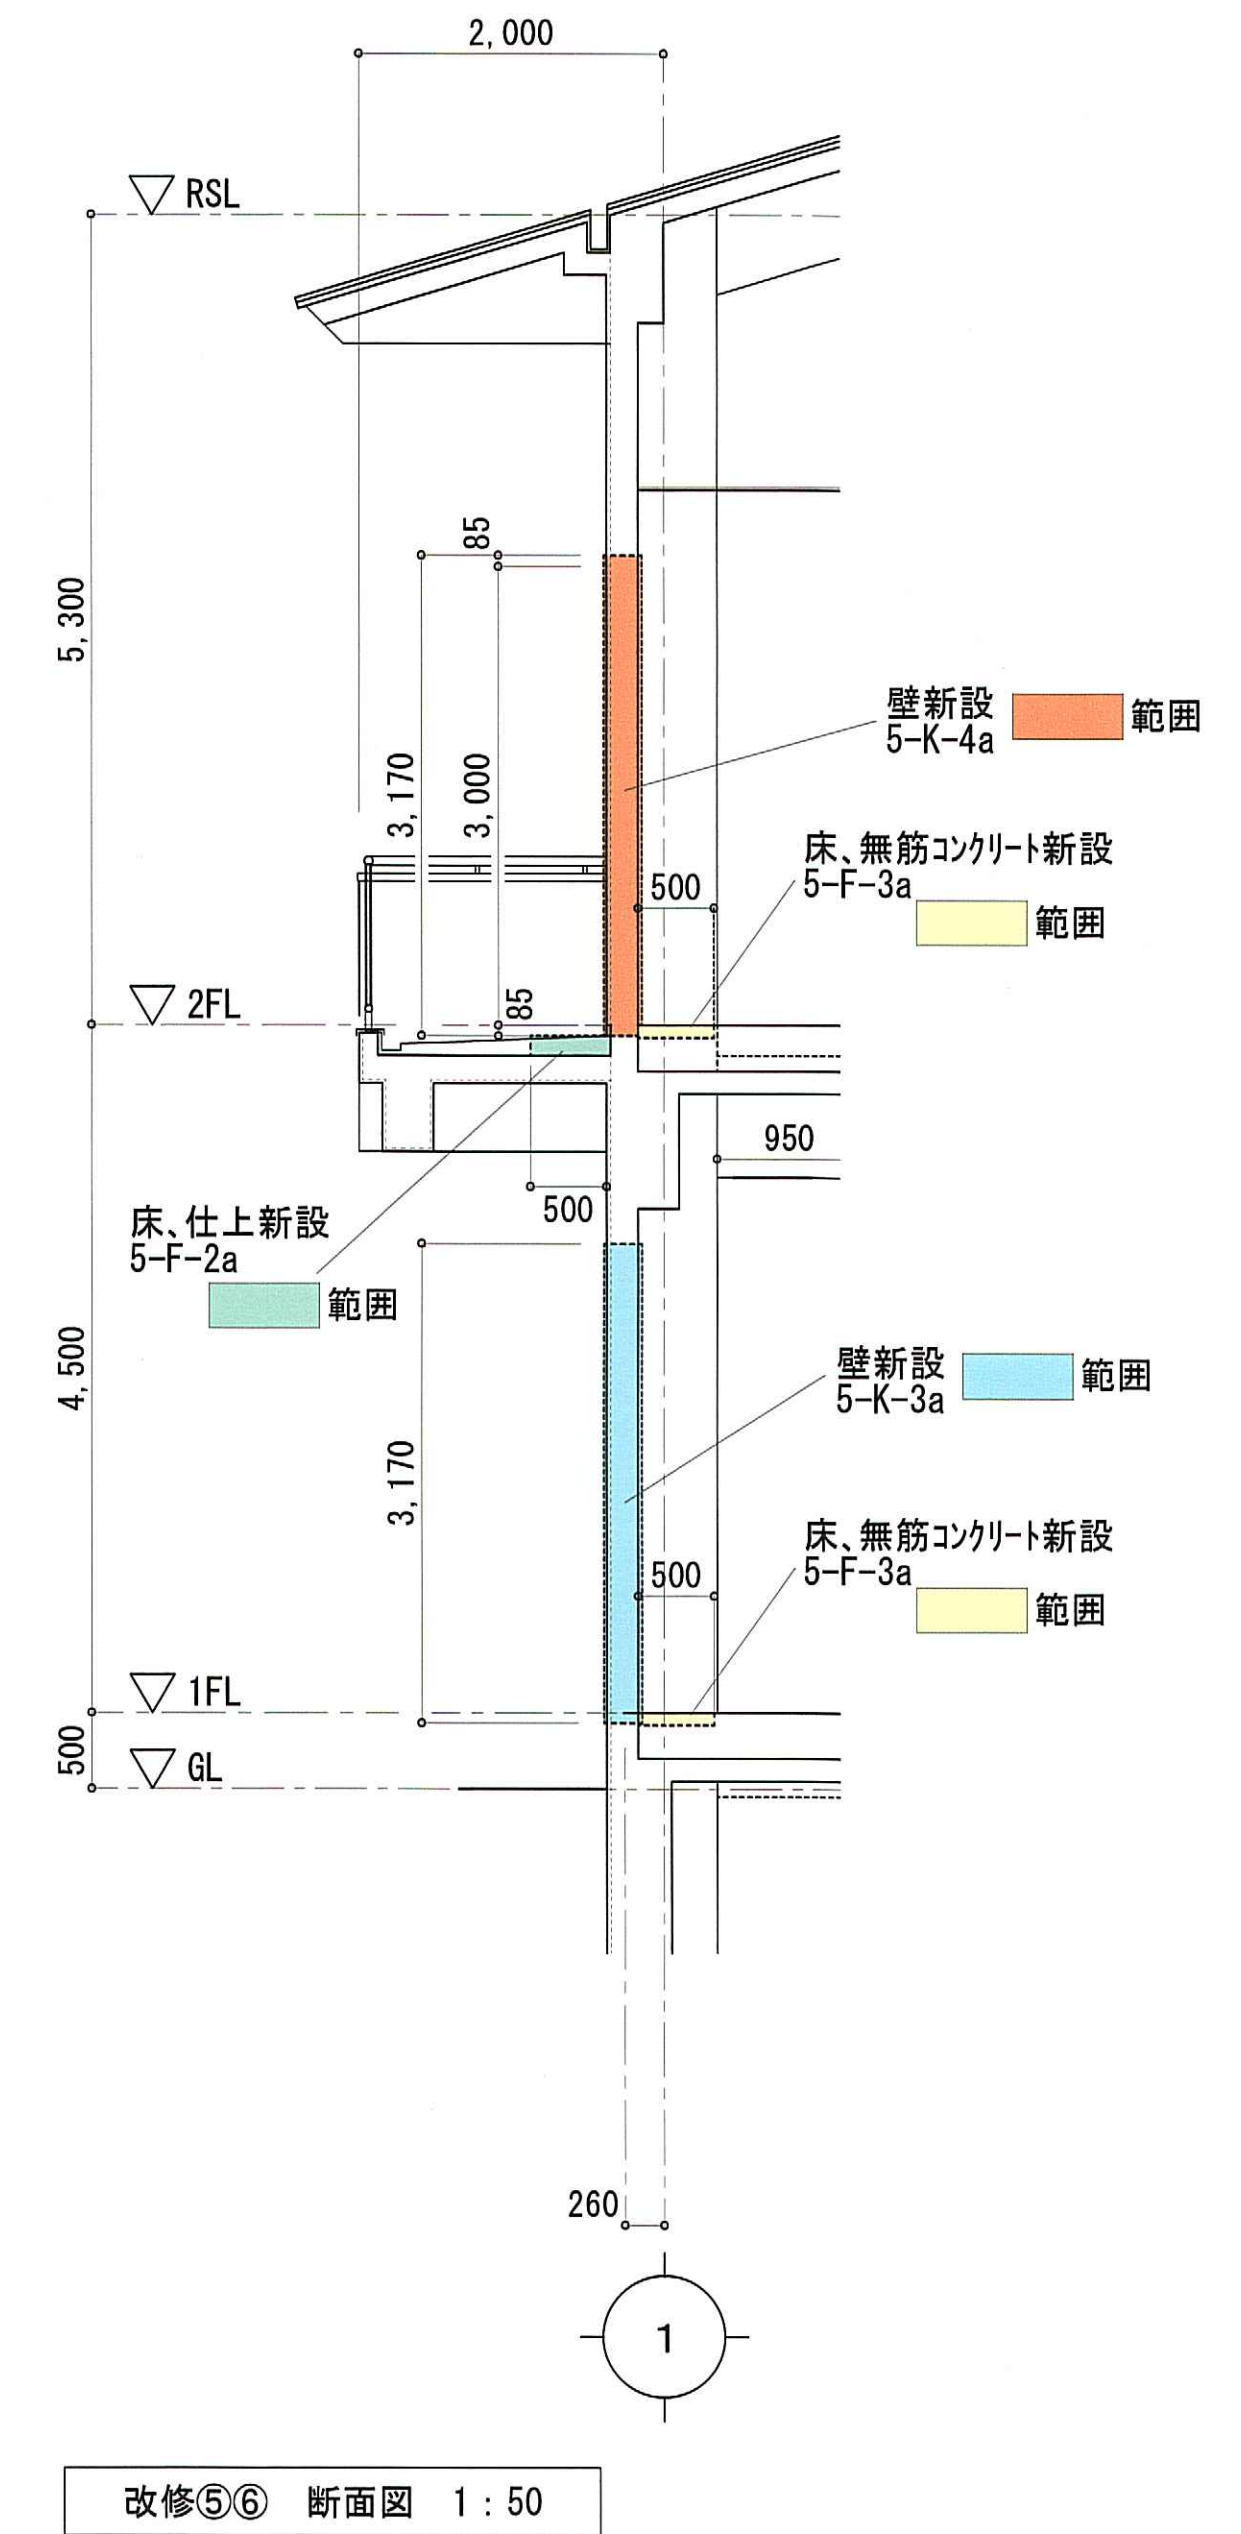 2,000
RSL
85
5,300
壁新設
5-K-4a
範囲
3,170
3,000
床、無筋コンクリート新設
5-F-3a
500
範囲
2FL
85
950
500
床、仕上新設
5-F-2a
範囲
4,500
壁新設
5-K-3a
範囲
3,170
床、無筋コンクリート新設
5-F-3a
500
範囲
1FL
500
GL
260
1
改修⑤⑥ 断面図 1:50